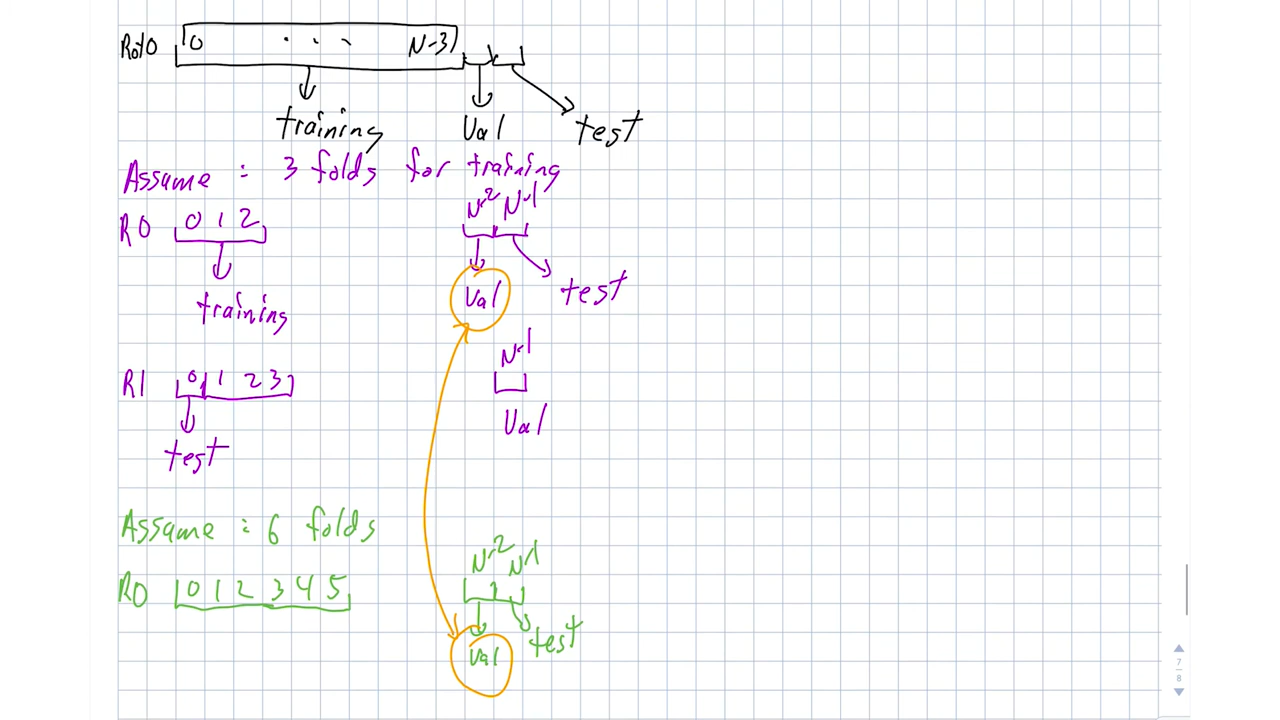 Rot0 0 . . . N-3
training Val test
Assume : 3 folds for training
N-2 N-1
R0 0 1 2
training Val test
N-1
R1 0 1 2 3
Val
test
Assume : 6 folds
N-2 N-1
R0 0 1 2 3 4 5
test
Val
7
8